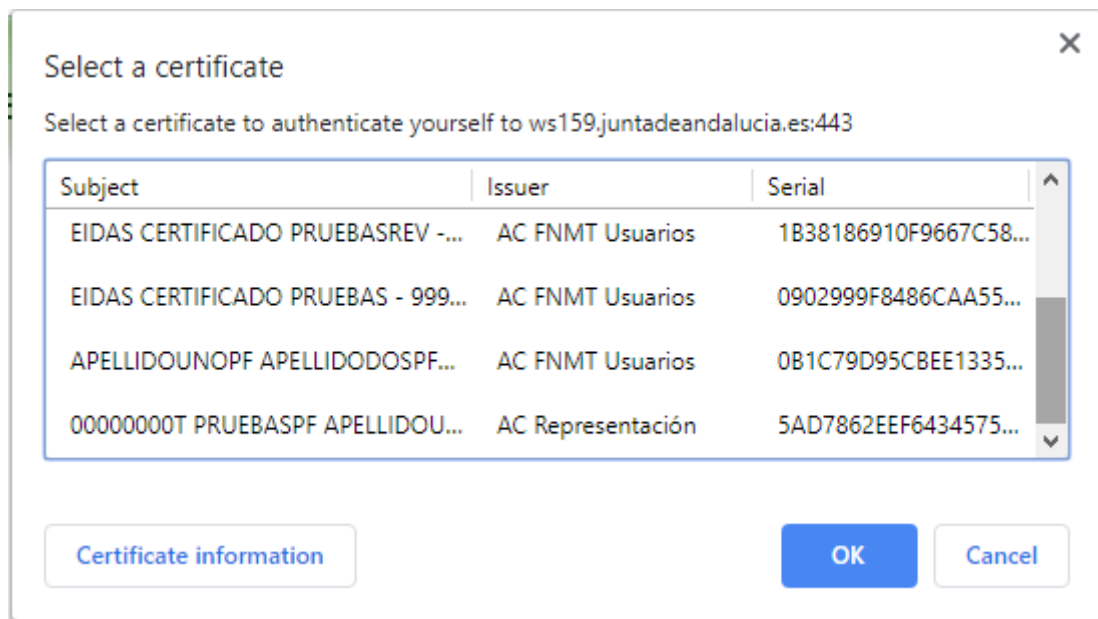 Select a certificate
Select a certificate to authenticate yourself to ws159.juntadeandalucia.es:443
Subject Issuer Serial
EIDAS CERTIFICADO PRUEBASREV -... AC FNMT Usuarios 1B38186910F9667C58...
EIDAS CERTIFICADO PRUEBAS - 999... AC FNMT Usuarios 0902999F8486CAA55...
APELLIDOUNOPF APELLIDODOSPF... AC FNMT Usuarios 0B1C79D95CBEE1335...
00000000T PRUEBASPF APELLIDOU... AC Representación 5AD7862EEF6434575...
Certificate information OK Cancel